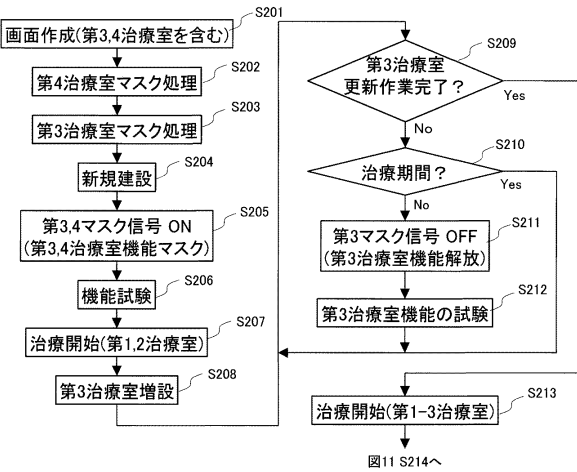 S201
画面作成(第3,4治療室を含む)
S202
第4治療室マスク処理
S203
第3治療室マスク処理
S204
新規建設
S205
第3,4マスク信号 ON
(第3,4治療室機能マスク)
S206
機能試験
S207
治療開始(第1,2治療室)
S208
第3治療室増設
S209
第3治療室
更新作業完了？
Yes
No
S210
治療期間？
Yes
No
S211
第3マスク信号 OFF
(第3治療室機能解放)
S212
第3治療室機能の試験
S213
治療開始(第1-3治療室)
図11 S214へ